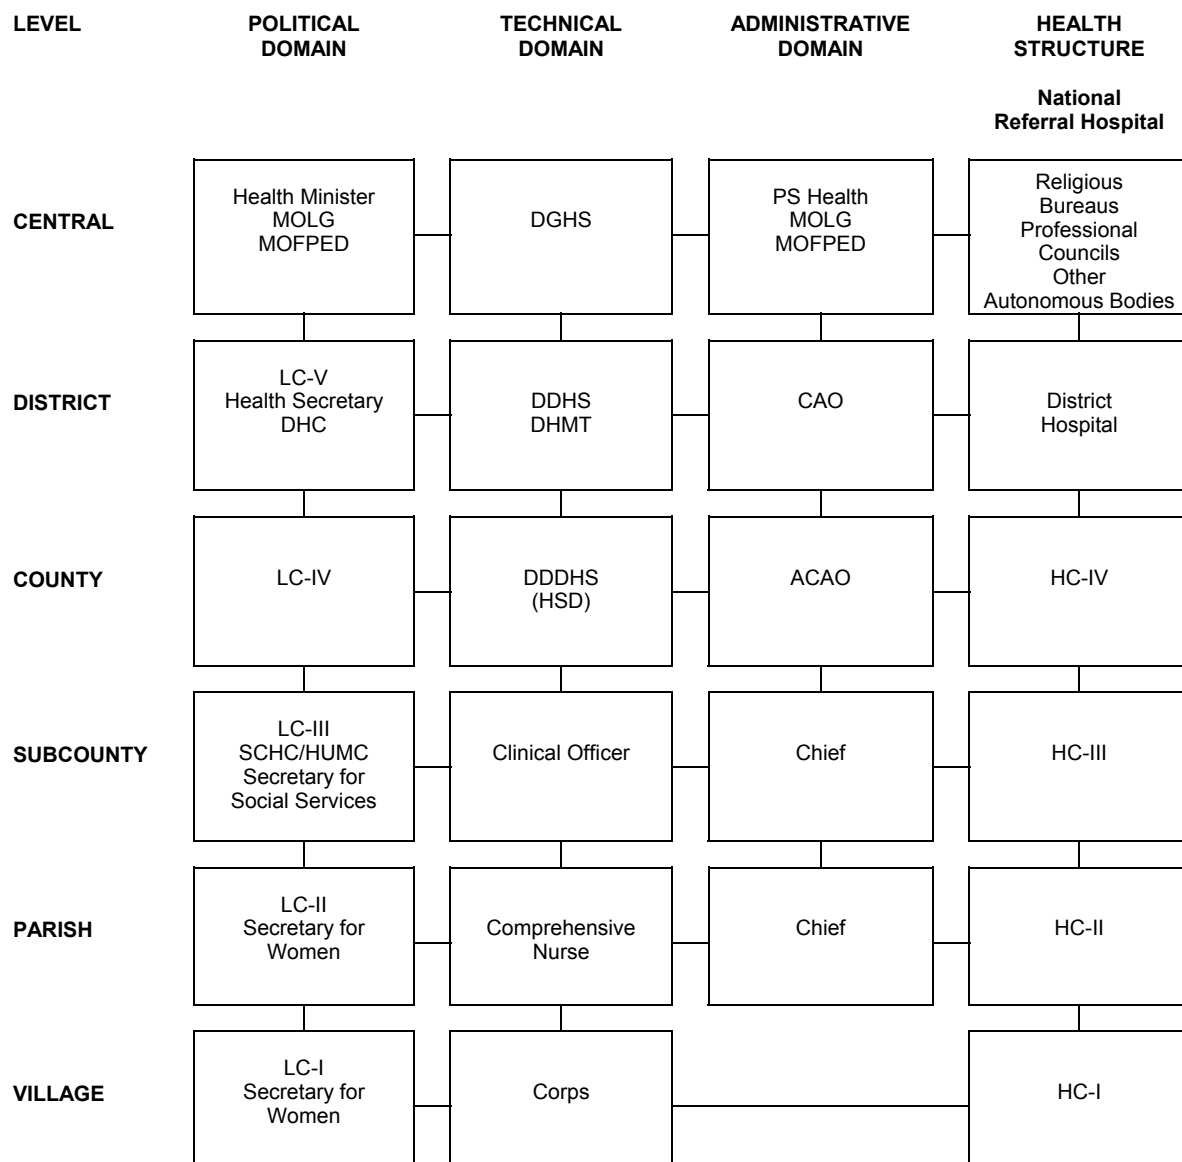 LEVEL
POLITICAL
DOMAIN
TECHNICAL
DOMAIN
ADMINISTRATIVE
DOMAIN
HEALTH
STRUCTURE
National
Referral Hospital
CENTRAL
Health Minister
MOLG
MOFPED
DGHS
PS Health
MOLG
MOFPED
Religious
Bureaus
Professional
Councils
Other
Autonomous Bodies
DISTRICT
LC-V
Health Secretary
DHC
DDHS
DHMT
CAO
District
Hospital
COUNTY
LC-IV
DDDHS
(HSD)
ACAO
HC-IV
SUBCOUNTY
LC-III
SCHC/HUMC
Secretary for
Social Services
Clinical Officer
Chief
HC-III
PARISH
LC-II
Secretary for
Women
Comprehensive
Nurse
Chief
HC-II
VILLAGE
LC-I
Secretary for
Women
Corps
HC-I